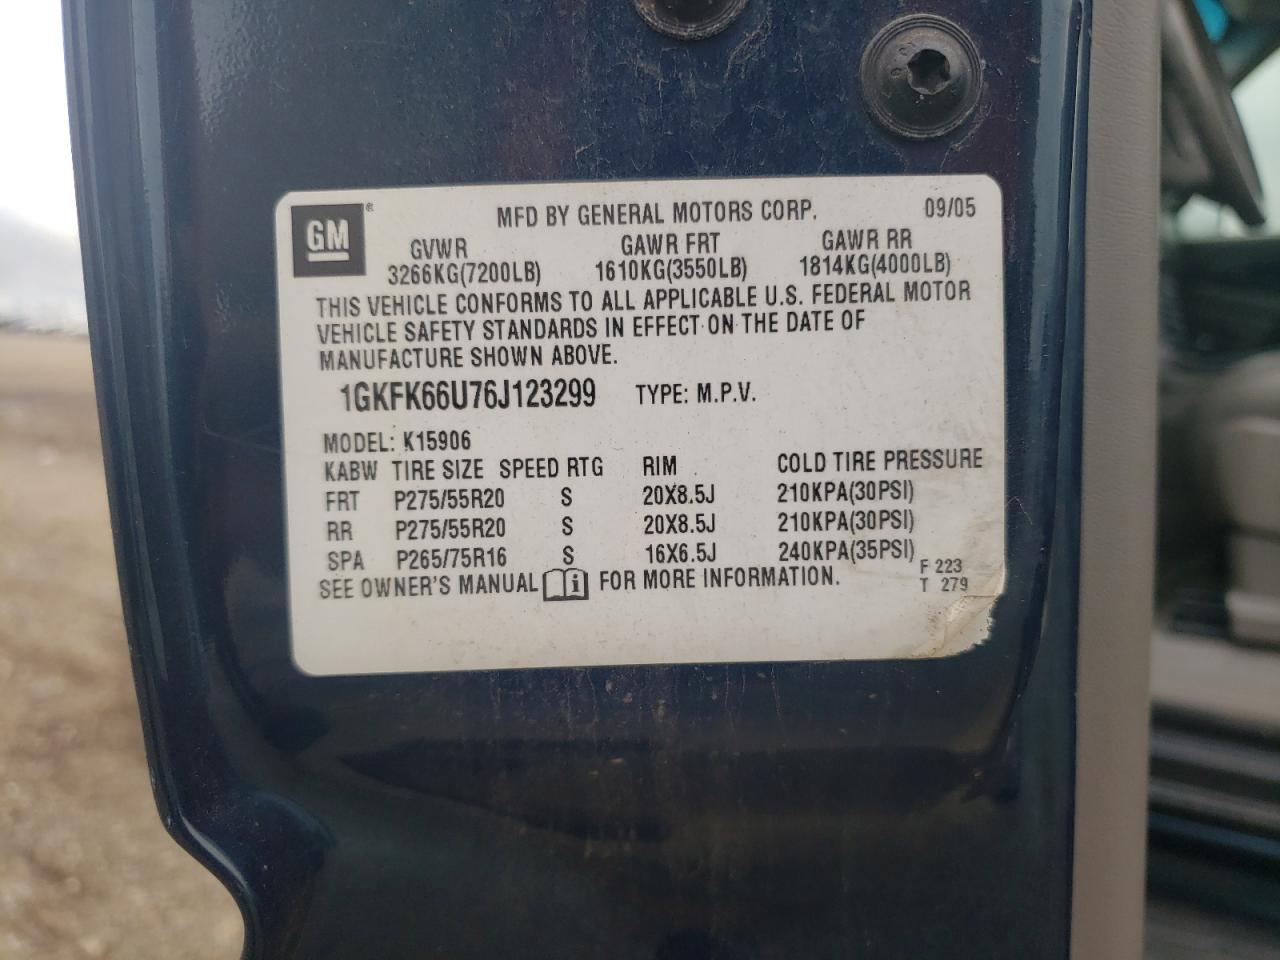 GM® MFD BY GENERAL MOTORS CORP. 09/05
GVWR GAWR FRT GAWR RR
3266KG(7200LB) 1610KG(3550LB) 1814KG(4000LB)
THIS VEHICLE CONFORMS TO ALL APPLICABLE U.S. FEDERAL MOTOR
VEHICLE SAFETY STANDARDS IN EFFECT ON THE DATE OF
MANUFACTURE SHOWN ABOVE.
1GKFK66U76J123299 TYPE: M.P.V.
MODEL: K15906
KABW TIRE SIZE SPEED RTG RIM COLD TIRE PRESSURE
FRT P275/55R20 S 20X8.5J 210KPA(30PSI)
RR P275/55R20 S 20X8.5J 210KPA(30PSI)
SPA P265/75R16 S 16X6.5J 240KPA(35PSI)
SEE OWNER'S MANUAL i FOR MORE INFORMATION.
F 223
T 279